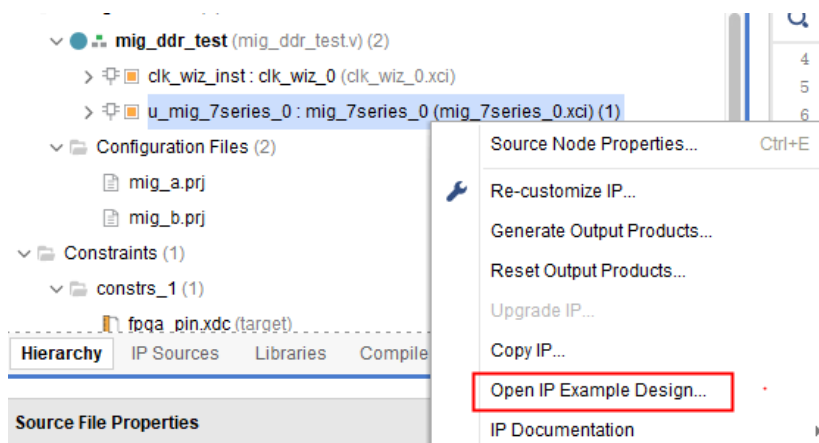 mig_ddr_test (mig_ddr_test.v) (2)
clk_wiz_inst : clk_wiz_0 (clk_wiz_0.xci)
u_mig_7series_0 : mig_7series_0 (mig_7series_0.xci) (1)
Configuration Files (2)
mig_a.prj
mig_b.prj
Constraints (1)
constrs_1 (1)
fpga_pin.xdc (target)
Hierarchy IP Sources Libraries Compile
Source File Properties
4
5
6
Source Node Properties... Ctrl+E
Re-customize IP...
Generate Output Products...
Reset Output Products...
Upgrade IP...
Copy IP...
Open IP Example Design...
IP Documentation